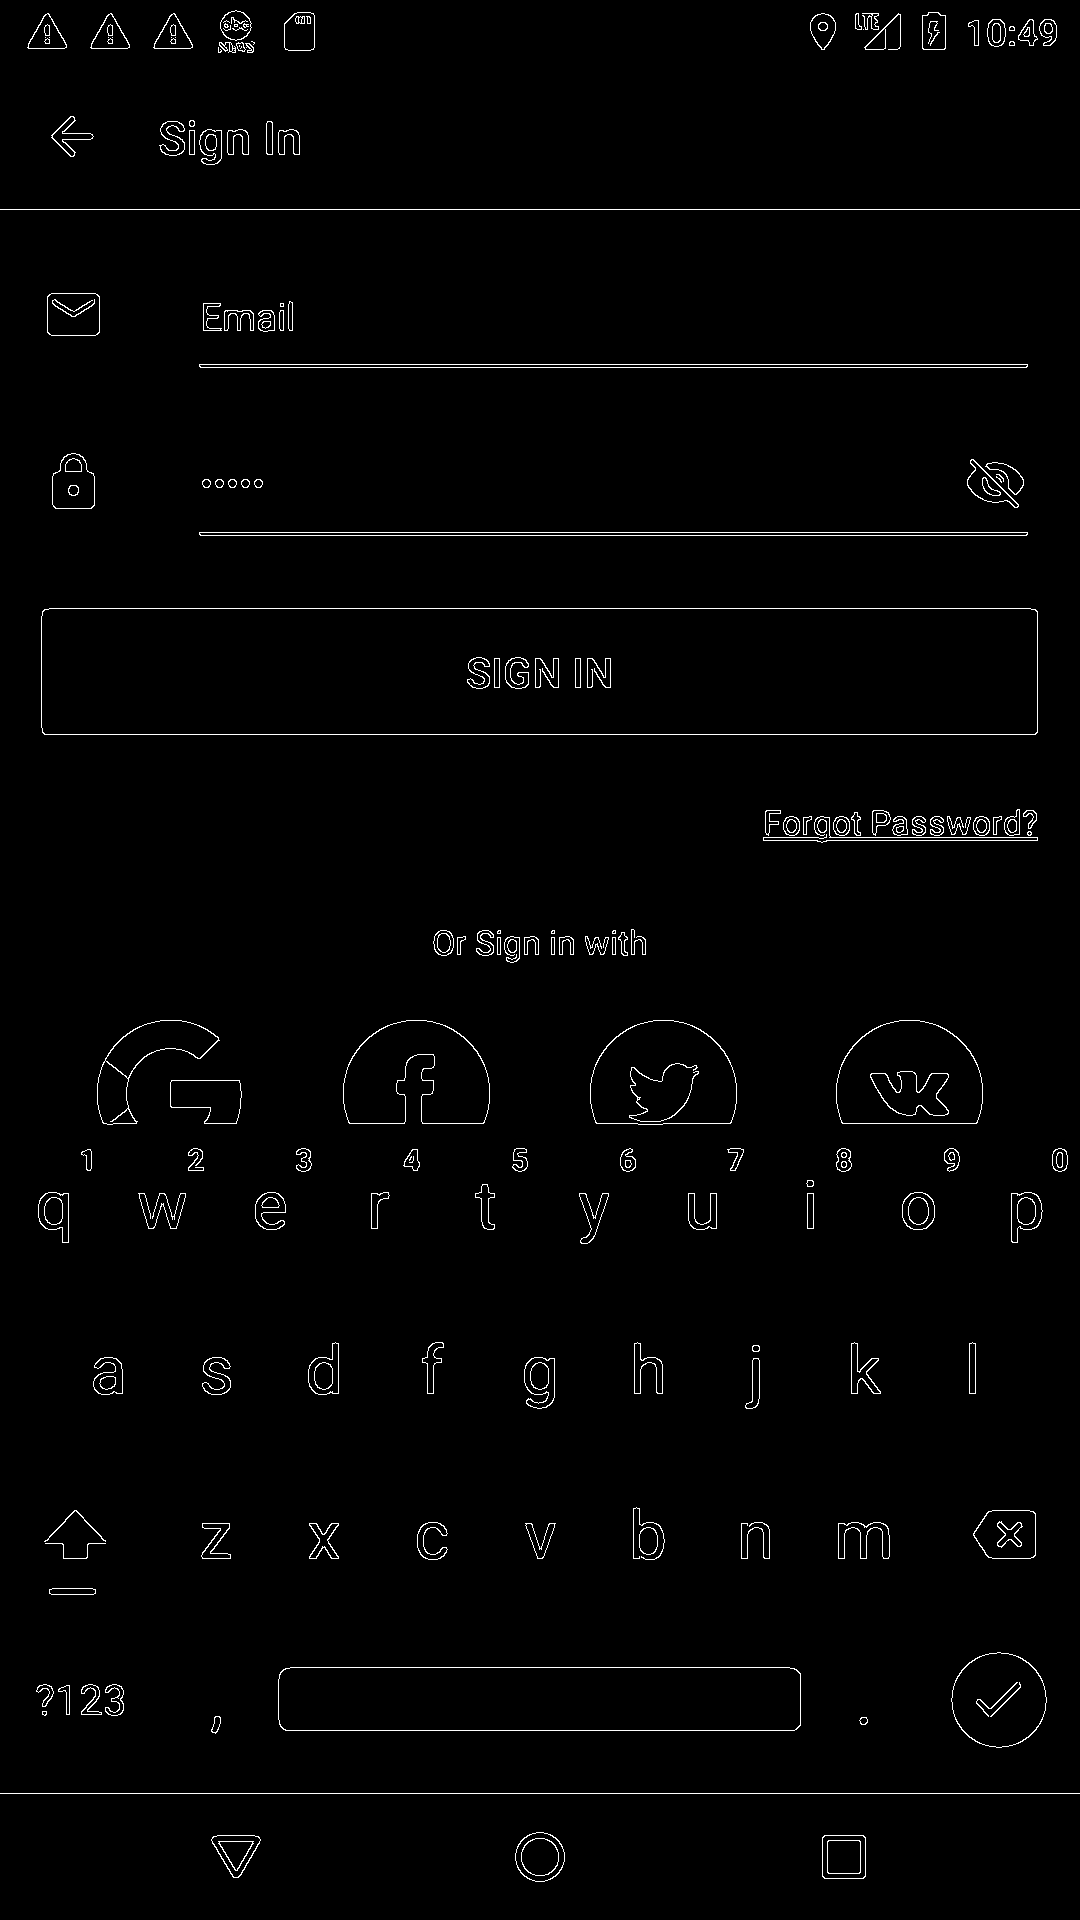 abc NEWS LTE 10:49
Sign In
Email
•••••
SIGN IN
Forgot Password?
Or Sign in with
1 2 3 4 5 6 7 8 9 0
q w e r t y u i o p
a s d f g h j k l
z x c v b n m
?123 , .